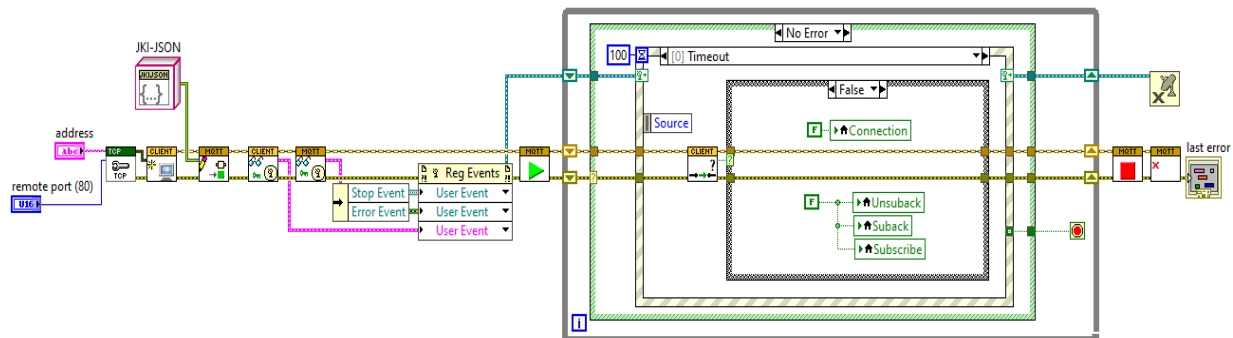 No Error
100
[0] Timeout
JKI-JSON
JKIJSON
{...}
False
Source
F
Connection
address
abc
TCP
CLIENT
MQTT
CLIENT
MQTT
Reg Events
MQTT
CLIENT
?
MQTT
MQTT
last error
TCP
remote port (80)
U16
Stop Event
User Event
Error Event
User Event
User Event
F
Unsuback
Suback
Subscribe
i